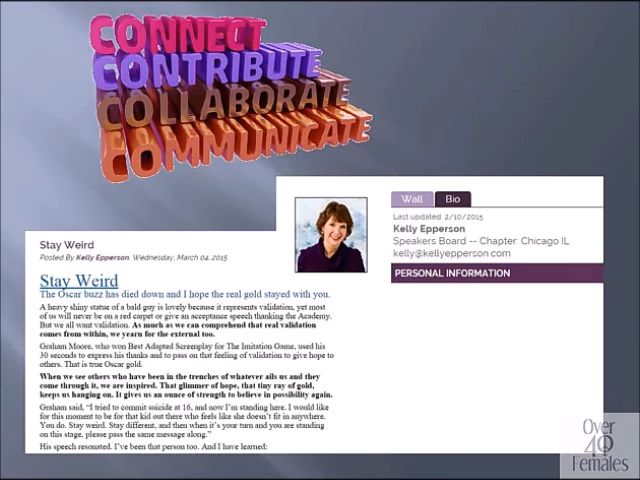 CONNECT
CONTRIBUTE
COLLABORATE
COMMUNICATE
Wall Bio
Last updated: 2/10/2015
Kelly Epperson
Speakers Board -- Chapter: Chicago IL
kelly@kellyepperson.com
PERSONAL INFORMATION
Stay Weird
Posted By Kelly Epperson, Wednesday, March 04, 2015
Stay Weird
The Oscar buzz has died down and I hope the real gold stayed with you.
A heavy shiny statue of a bald guy is lovely because it represents validation, yet most
of us will never be on a red carpet or give an acceptance speech thanking the Academy.
But we all want validation. As much as we can comprehend that real validation
comes from within, we yearn for the external too.
Graham Moore, who won Best Adapted Screenplay for The Imitation Game, used his
30 seconds to express his thanks and to pass on that feeling of validation to give hope to
others. That is true Oscar gold.
When we see others who have been in the trenches of whatever ails us and they
come through it, we are inspired. That glimmer of hope, that tiny ray of gold,
keeps us hanging on. It gives us an ounce of strength to believe in possibility again.
Graham said, "I tried to commit suicide at 16, and now I'm standing here. I would like
for this moment to be for that kid out there who feels like she doesn't fit in anywhere.
You do. Stay weird. Stay different, and then when it's your turn and you are standing
on this stage, please pass the same message along."
His speech resonated. I've been that person too. And I have learned:
Over
40
Females